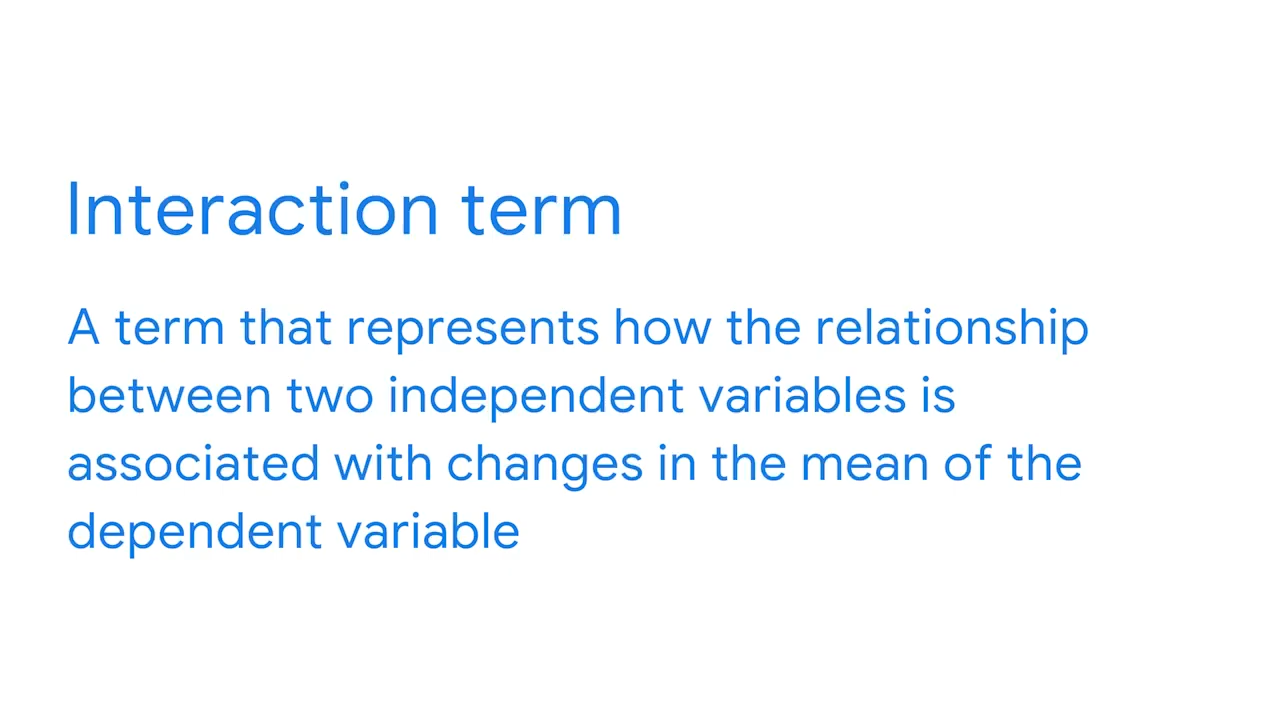 Interaction term
A term that represents how the relationship
between two independent variables is
associated with changes in the mean of the
dependent variable